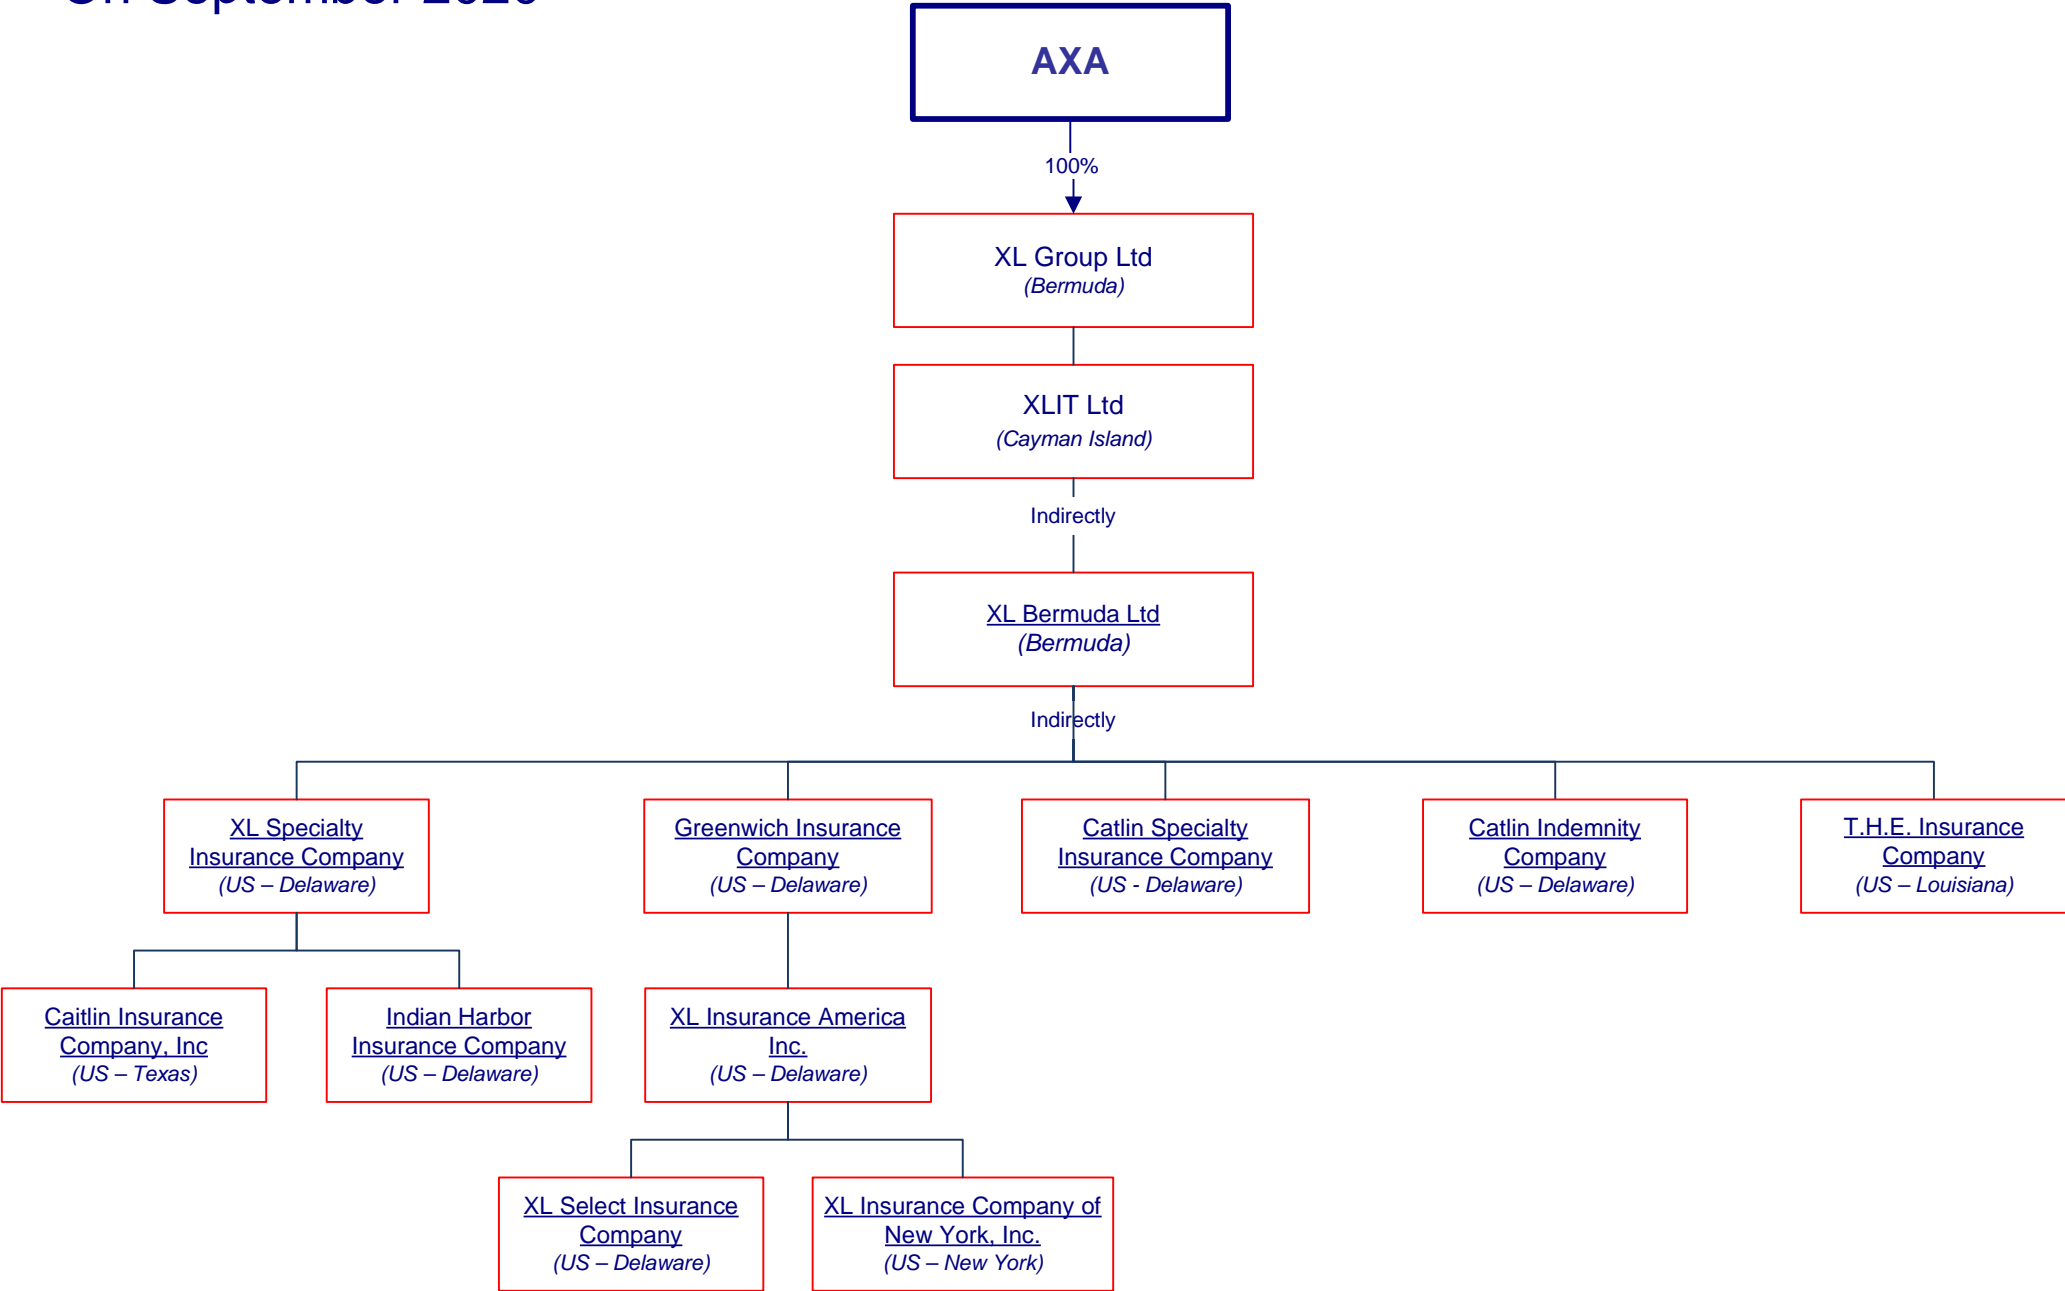 On September 2020
AXA
100%
XL Group Ltd
(Bermuda)
XLIT Ltd
(Cayman Island)
Indirectly
XL Bermuda Ltd
(Bermuda)
Indirectly
XL Specialty
Insurance Company
(US – Delaware)
Greenwich Insurance
Company
(US – Delaware)
Catlin Specialty
Insurance Company
(US - Delaware)
Catlin Indemnity
Company
(US – Delaware)
T.H.E. Insurance
Company
(US – Louisiana)
Caitlin Insurance
Company, Inc
(US – Texas)
Indian Harbor
Insurance Company
(US – Delaware)
XL Insurance America
Inc.
(US – Delaware)
XL Select Insurance
Company
(US – Delaware)
XL Insurance Company of
New York, Inc.
(US – New York)